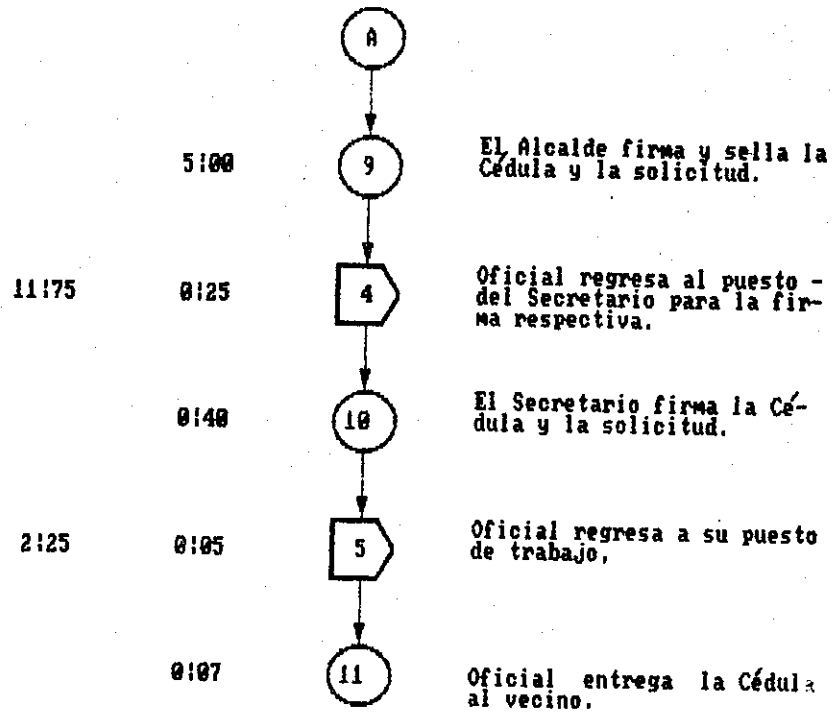 A
5:00 9 El Alcalde firma y sella la
Cédula y la solicitud.
11:75 0:25 4 Oficial regresa al puesto -
del Secretario para la fir-
ma respectiva.
0:40 10 El Secretario firma la Cé-
dula y la solicitud.
2:25 0:05 5 Oficial regresa a su puesto
de trabajo.
0:07 11 Oficial entrega la Cédula
al vecino.